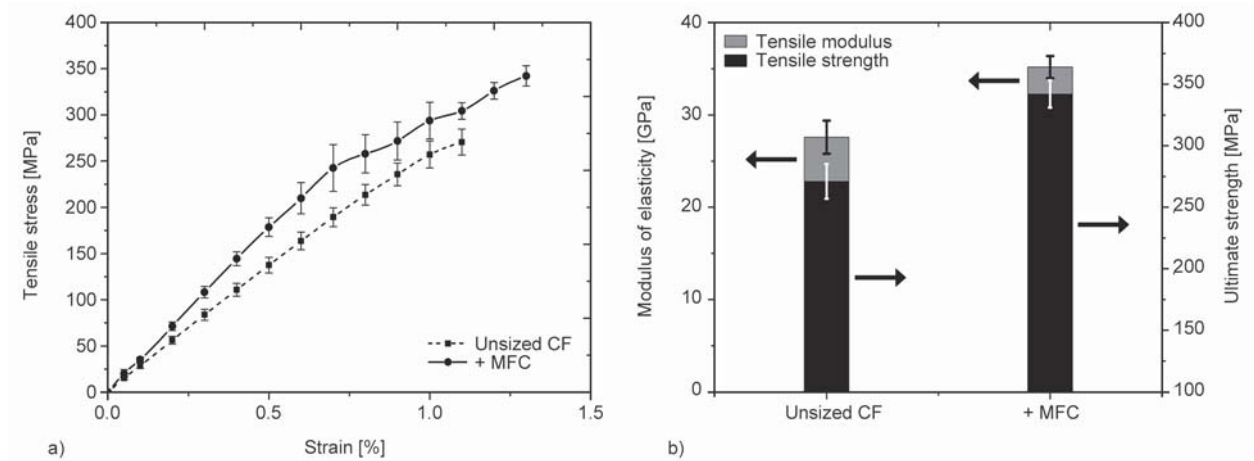 400
350
300
250
200
150
100
50
0
Tensile stress [MPa]
Unsized CF
+ MFC
0.0
0.5
1.0
1.5
a)
Strain [%]
40
30
20
10
0
Modulus of elasticity [GPa]
Tensile modulus
Tensile strength
400
350
300
250
200
150
100
Ultimate strength [MPa]
Unsized CF
+ MFC
b)